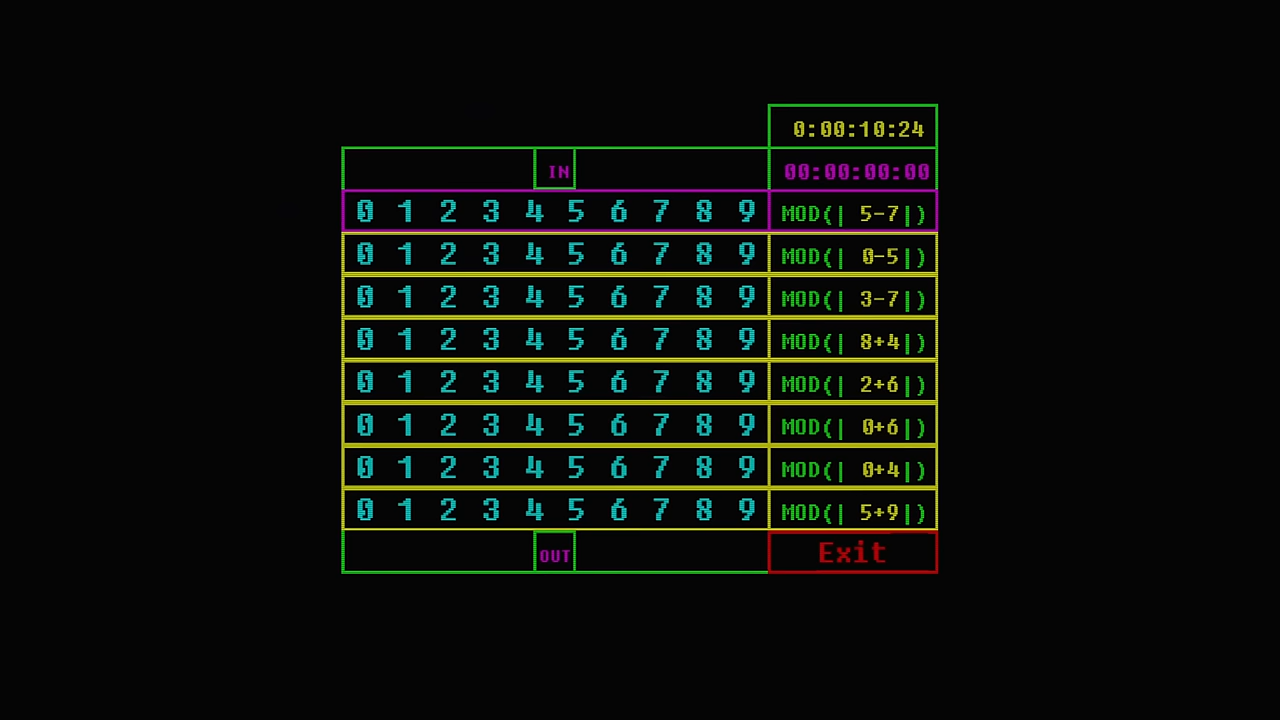 0:00:10:24
IN 00:00:00:00
0 1 2 3 4 5 6 7 8 9 MOD(| 5-7|)
0 1 2 3 4 5 6 7 8 9 MOD(| 0-5|)
0 1 2 3 4 5 6 7 8 9 MOD(| 3-7|)
0 1 2 3 4 5 6 7 8 9 MOD(| 8+4|)
0 1 2 3 4 5 6 7 8 9 MOD(| 2+6|)
0 1 2 3 4 5 6 7 8 9 MOD(| 0+6|)
0 1 2 3 4 5 6 7 8 9 MOD(| 0+4|)
0 1 2 3 4 5 6 7 8 9 MOD(| 5+9|)
OUT Exit